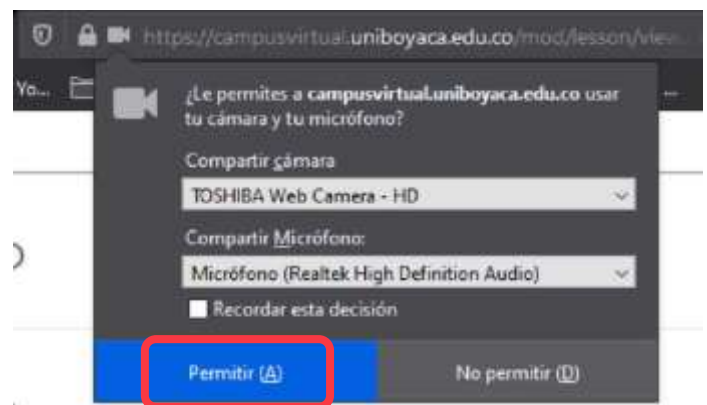 https://campusvirtual.uniboyaca.edu.co/mod/lesson/view.
Yo...
...
¿Le permites a campusvirtual.uniboyaca.edu.co usar
tu cámara y tu micrófono?
Compartir cámara
TOSHIBA Web Camera - HD
Compartir Micrófono:
Micrófono (Realtek High Definition Audio)
Recordar esta decisión
Permitir (A)
No permitir (D)